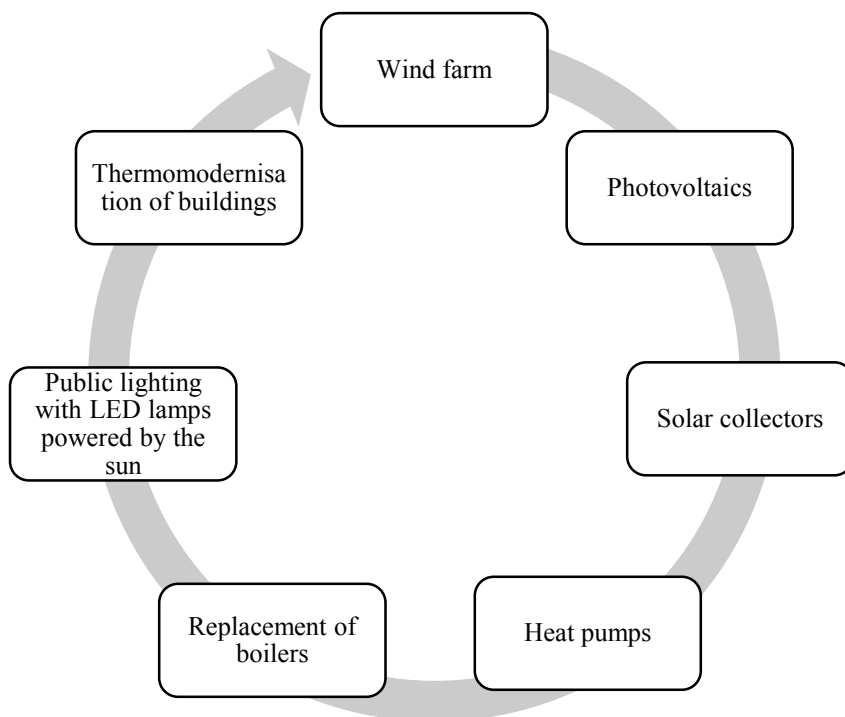 Wind farm
Photovoltaics
Solar collectors
Heat pumps
Replacement of
boilers
Public lighting
with LED lamps
powered by the
sun
Thermomodernisa
tion of buildings